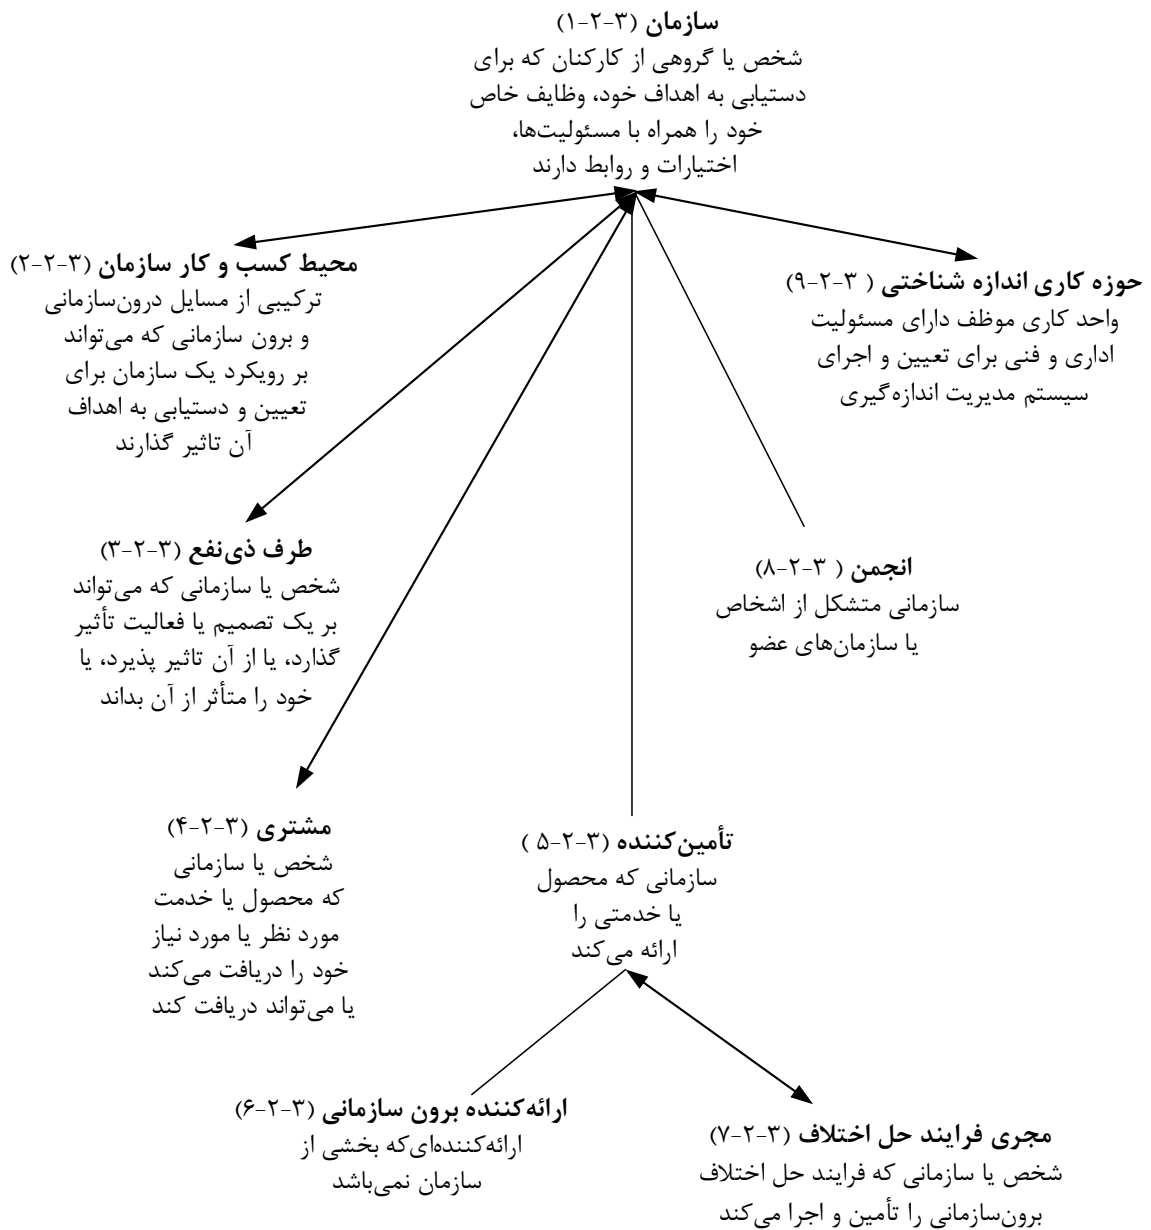 سازمان (۳-۲-۱)
شخص یا گروهی از کارکنان که برای
دستیابی به اهداف خود، وظایف خاص
خود را همراه با مسئولیت‌ها،
اختیارات و روابط دارند
حوزه کاری اندازه شناختی ( ۳-۲-۹)
واحد کاری موظف دارای مسئولیت
اداری و فنی برای تعیین و اجرای
سیستم مدیریت اندازه‌گیری
محیط کسب و کار سازمان (۳-۲-۲)
ترکیبی از مسایل درون‌سازمانی
و برون سازمانی که می‌تواند
بر رویکرد یک سازمان برای
تعیین و دستیابی به اهداف
آن تاثیر گذارند
انجمن ( ۳-۲-۸)
سازمانی متشکل از اشخاص
یا سازمان‌های عضو
طرف ذی‌نفع (۳-۲-۳)
شخص یا سازمانی که می‌تواند
بر یک تصمیم یا فعالیت تأثیر
گذارد، یا از آن تاثیر پذیرد، یا
خود را متأثر از آن بداند
تأمین‌کننده (۳-۲-۵ )
سازمانی که محصول
یا خدمتی را
ارائه می‌کند
مشتری (۳-۲-۴)
شخص یا سازمانی
که محصول یا خدمت
مورد نظر یا مورد نیاز
خود را دریافت می‌کند
یا می‌تواند دریافت کند
مجری فرایند حل اختلاف (۳-۲-۷)
شخص یا سازمانی که فرایند حل اختلاف
برون‌سازمانی را تأمین و اجرا می‌کند
ارائه‌کننده برون سازمانی (۳-۲-۶)
ارائه‌کننده‌ای‌که بخشی از
سازمان نمی‌باشد